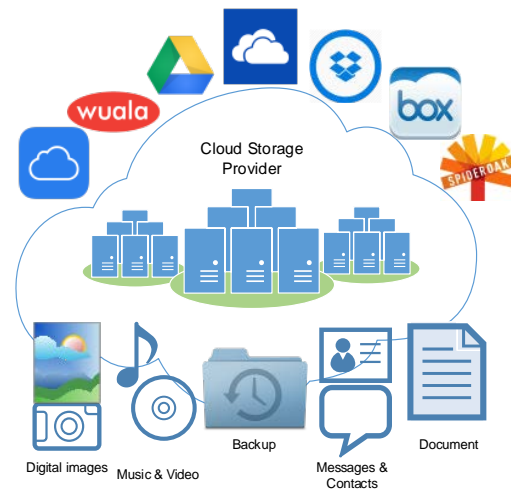 wuala
box
SPIDEROAK
Cloud Storage
Provider
Digital images
Music & Video
Backup
Messages &
Contacts
Document